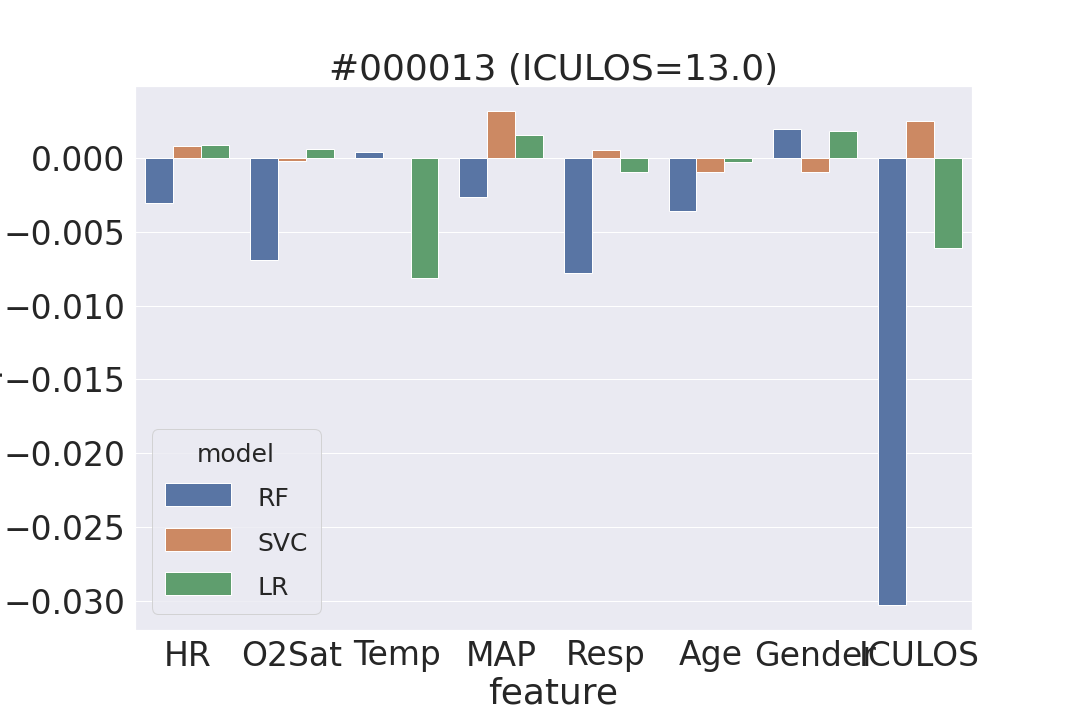 #000013 (ICULOS=13.0)
0.000
−0.005
−0.010
−0.015
−0.020
−0.025
−0.030
model
RF
SVC
LR
HR O2Sat Temp MAP Resp Age Gender ICULOS
feature